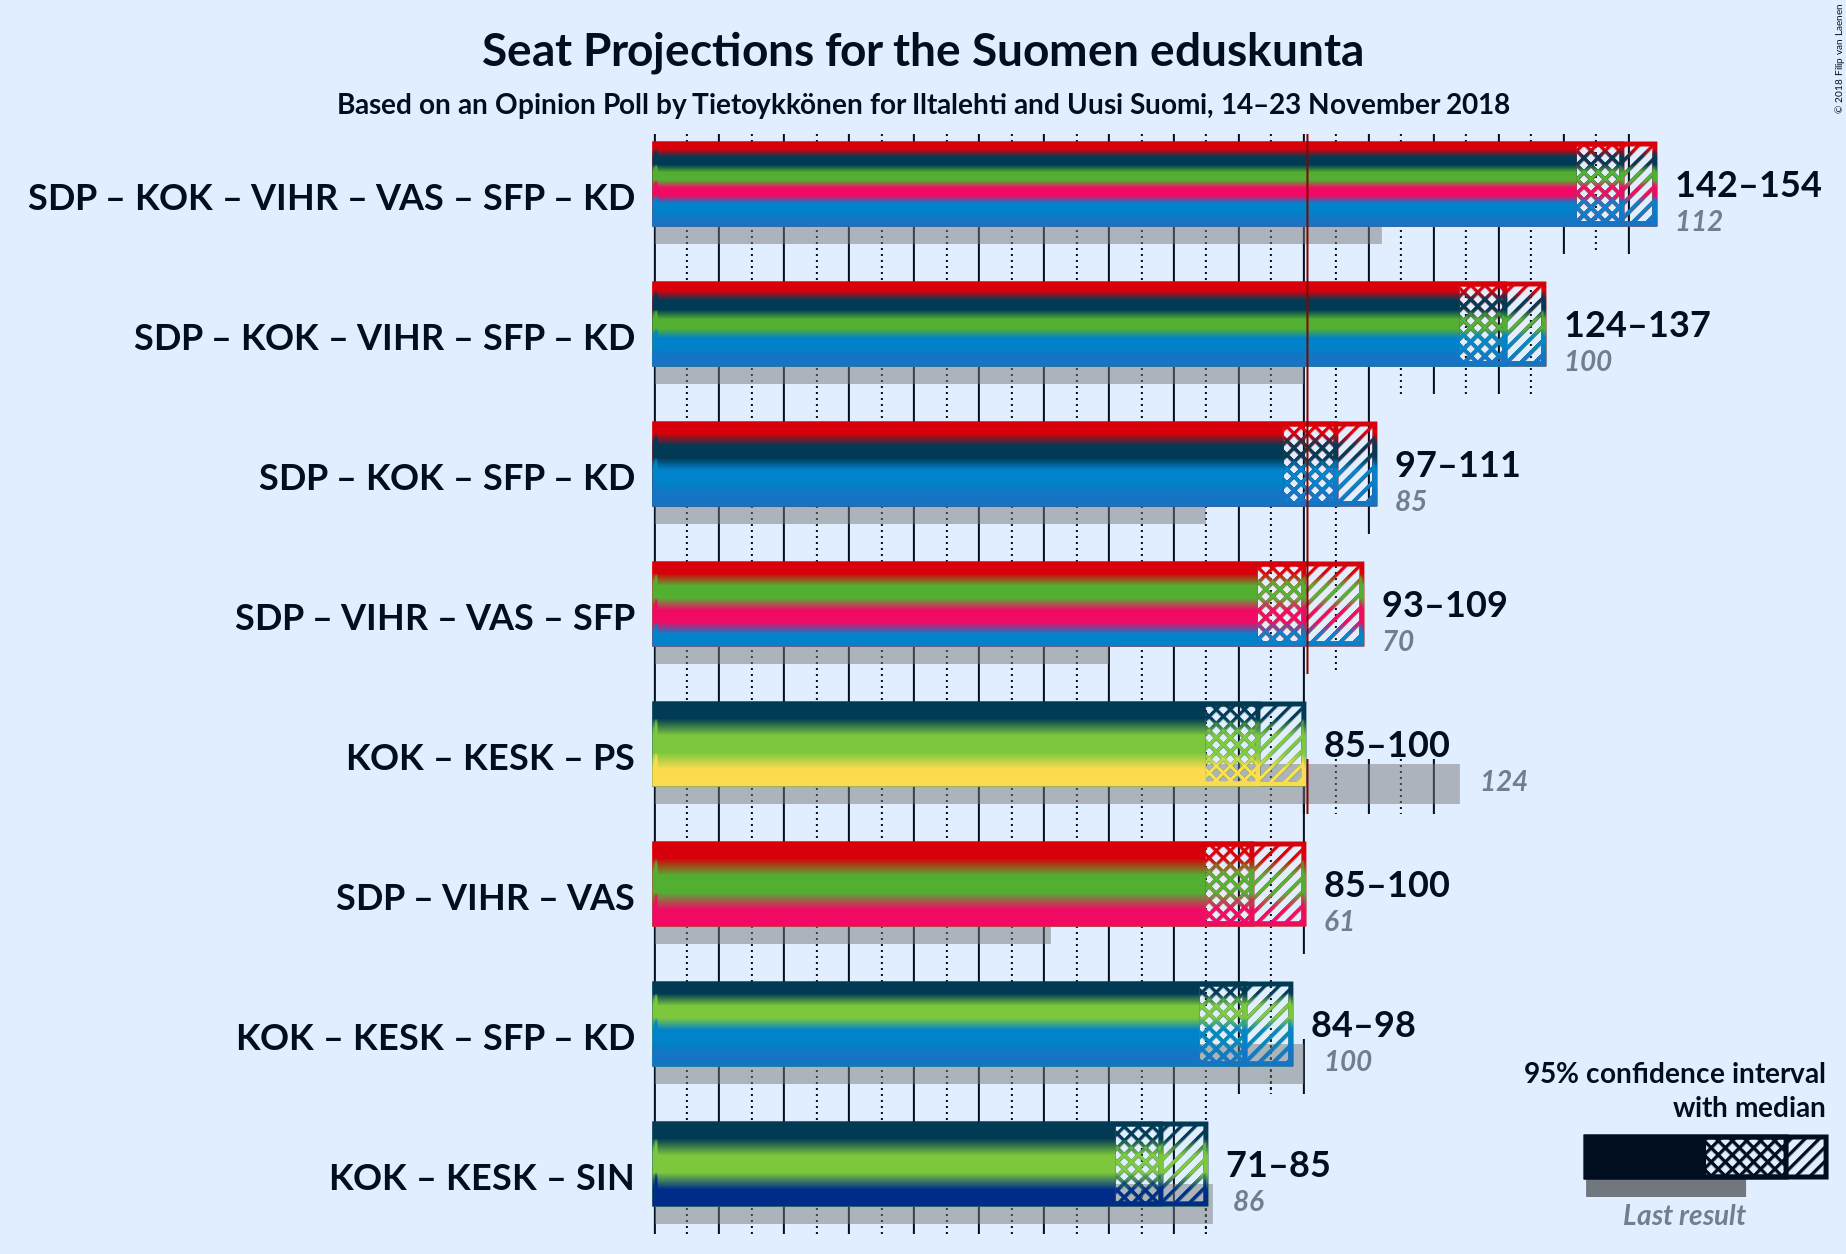 Seat Projections for the Suomen eduskunta
Based on an Opinion Poll by Tietoykkönen for Iltalehti and Uusi Suomi, 14–23 November 2018
© 2018 Filip van Laenen
SDP – KOK – VIHR – VAS – SFP – KD
142–154
112
SDP – KOK – VIHR – SFP – KD
124–137
100
SDP – KOK – SFP – KD
97–111
85
SDP – VIHR – VAS – SFP
93–109
70
KOK – KESK – PS
85–100
124
SDP – VIHR – VAS
85–100
61
KOK – KESK – SFP – KD
84–98
100
KOK – KESK – SIN
71–85
86
95% confidence interval
with median
Last result